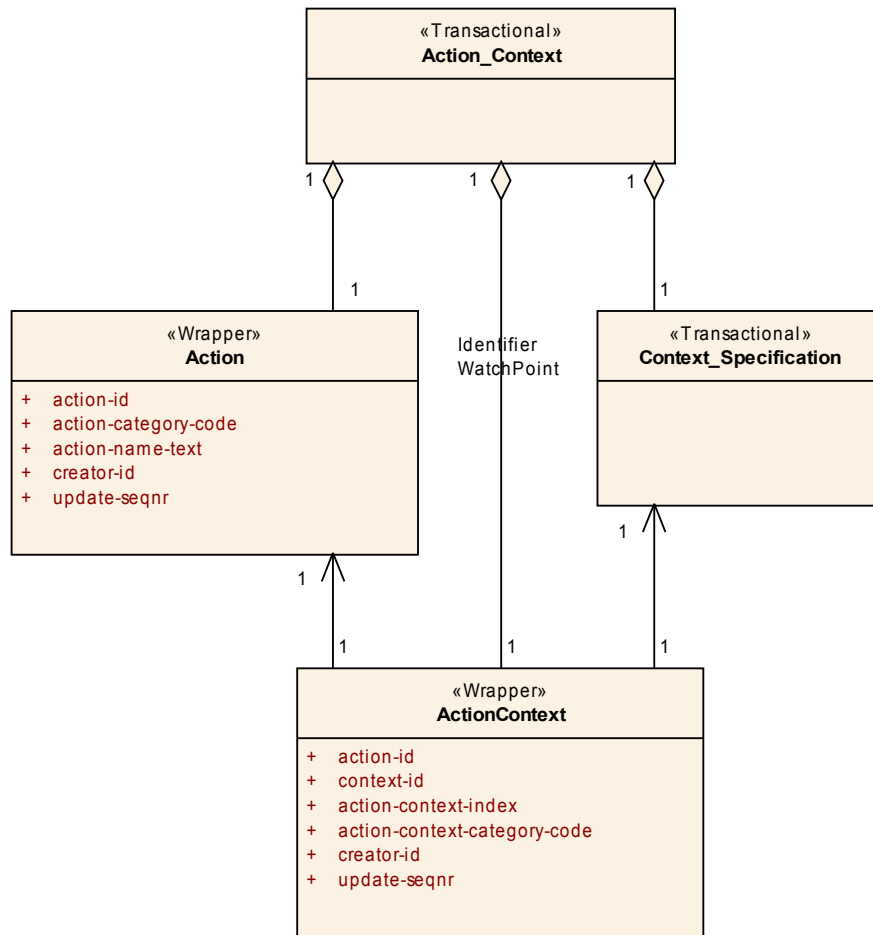 «Transactional»
Action_Context
1
1
1
1
1
«Wrapper»
Action
+ action-id
+ action-category-code
+ action-name-text
+ creator-id
+ update-seqnr
Identifier
WatchPoint
«Transactional»
Context_Specification
1
1
1
1
1
«Wrapper»
ActionContext
+ action-id
+ context-id
+ action-context-index
+ action-context-category-code
+ creator-id
+ update-seqnr